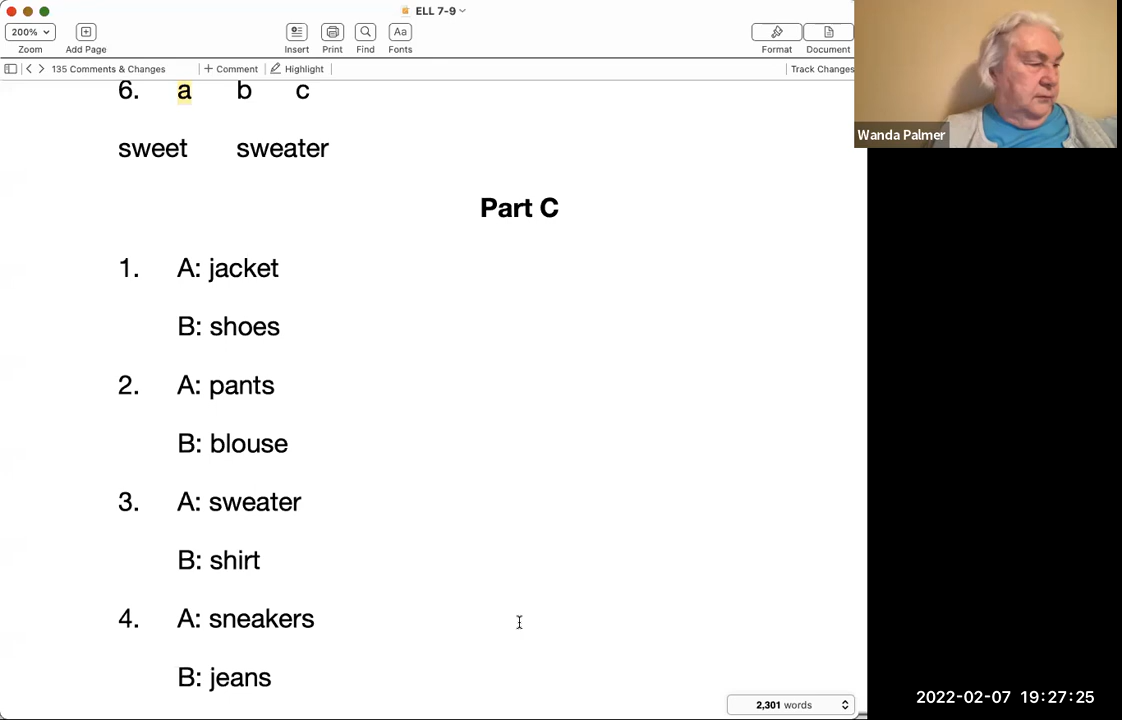 ELL 7-9
200%
Zoom
Add Page
Insert
Print
Find
Fonts
Format
Document
135 Comments & Changes
Comment
Highlight
Track Changes
Wanda Palmer
6. a b c
sweet sweater
Part C
1. A: jacket
B: shoes
2. A: pants
B: blouse
3. A: sweater
B: shirt
4. A: sneakers
B: jeans
2,301 words
2022-02-07 19:27:25